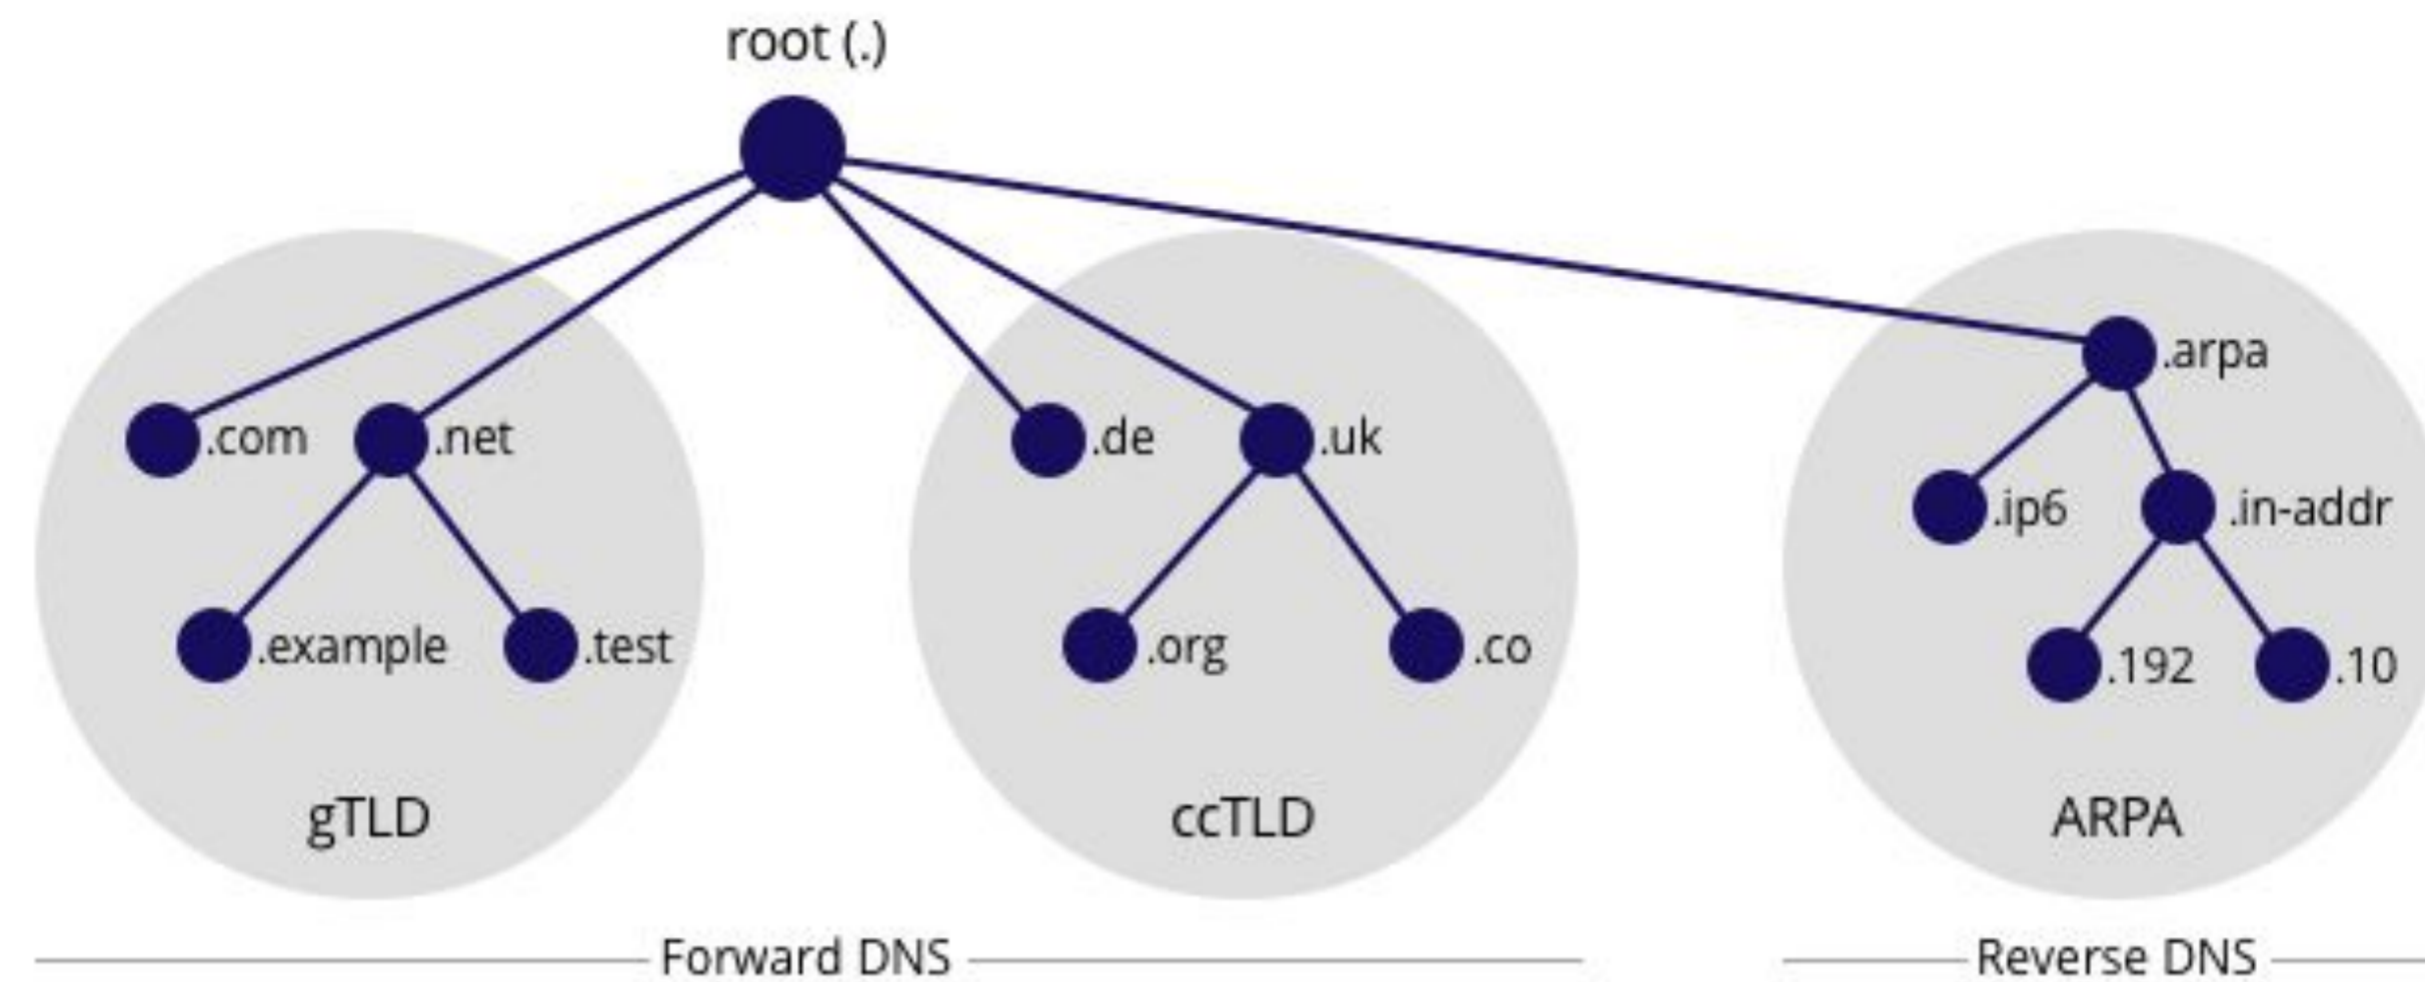 root (.)
.arpa
.com
.net
.de
.uk
.ip6
.in-addr
.example
.test
.org
.co
.192
.10
gTLD
ccTLD
ARPA
Forward DNS
Reverse DNS